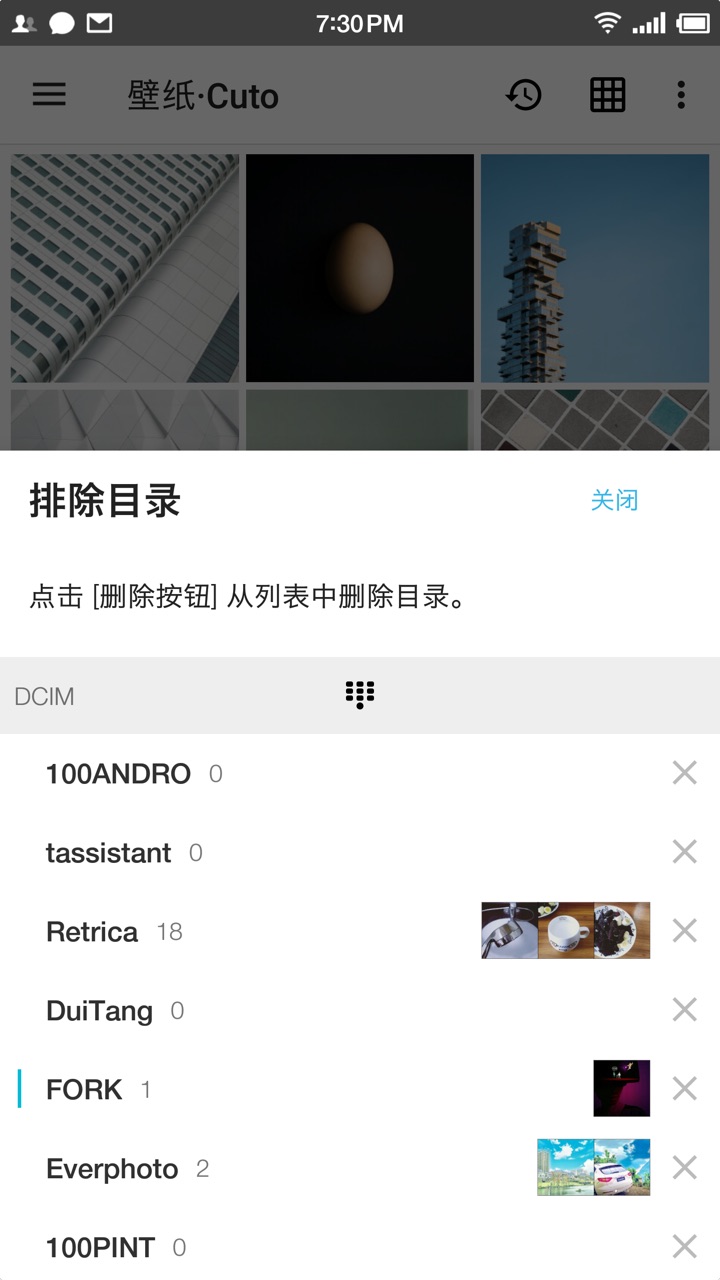 7:30PM
壁纸·Cuto
排除目录
关闭
点击 [删除按钮] 从列表中删除目录。
DCIM
100ANDRO 0
tassistant 0
Retrica 18
DuiTang 0
FORK 1
Everphoto 2
100PINT 0